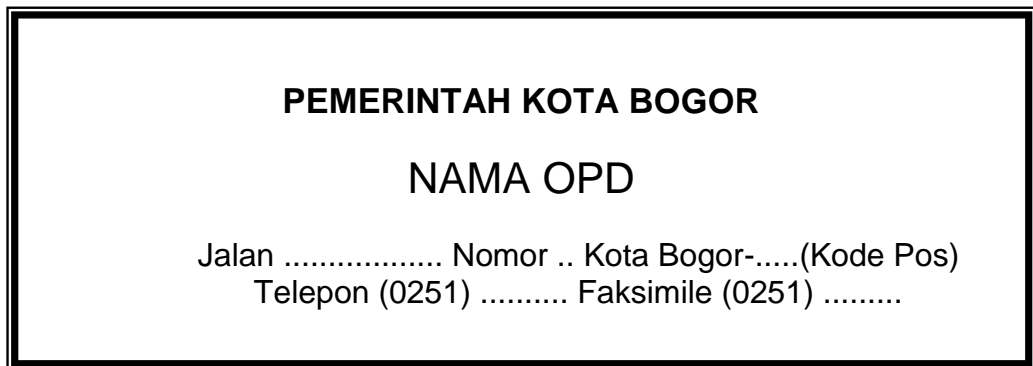 PEMERINTAH KOTA BOGOR
NAMA OPD
Jalan .................. Nomor .. Kota Bogor-.....(Kode Pos)
Telepon (0251) .......... Faksimile (0251) .........